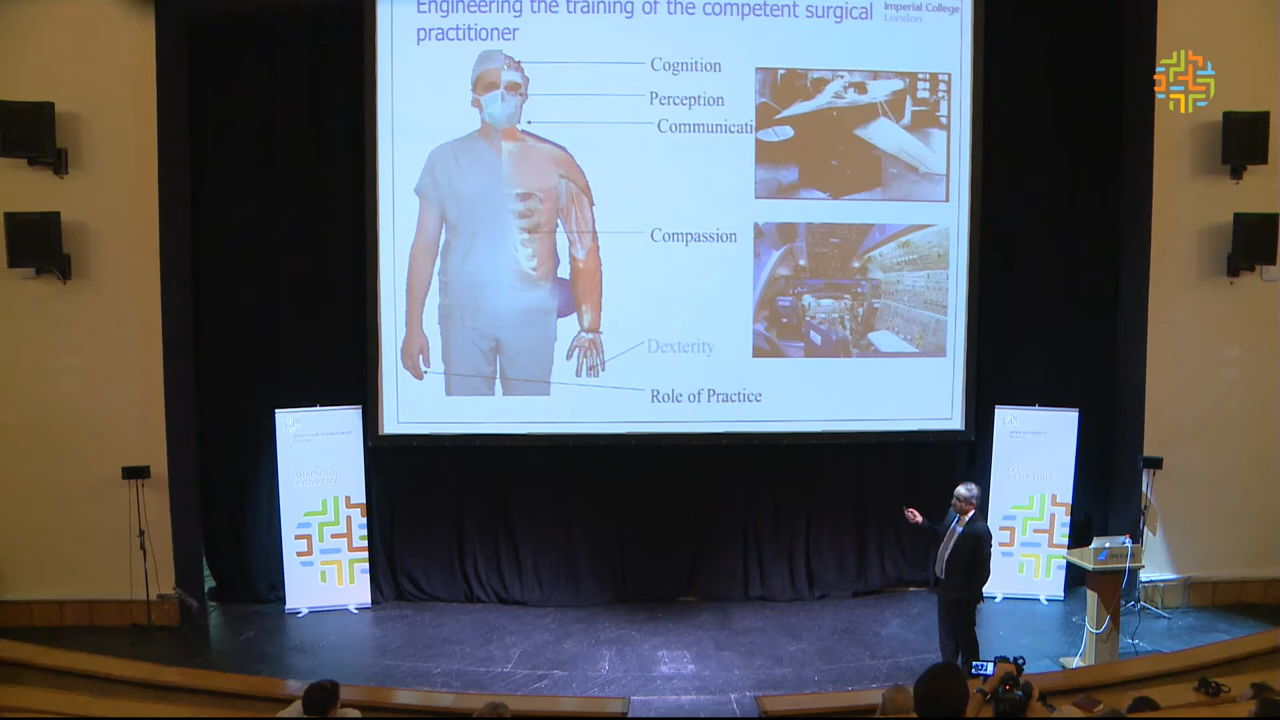 Engineering the training of the competent surgical
practitioner
Imperial College
London
Cognition
Perception
Communicati
Compassion
Dexterity
Role of Practice